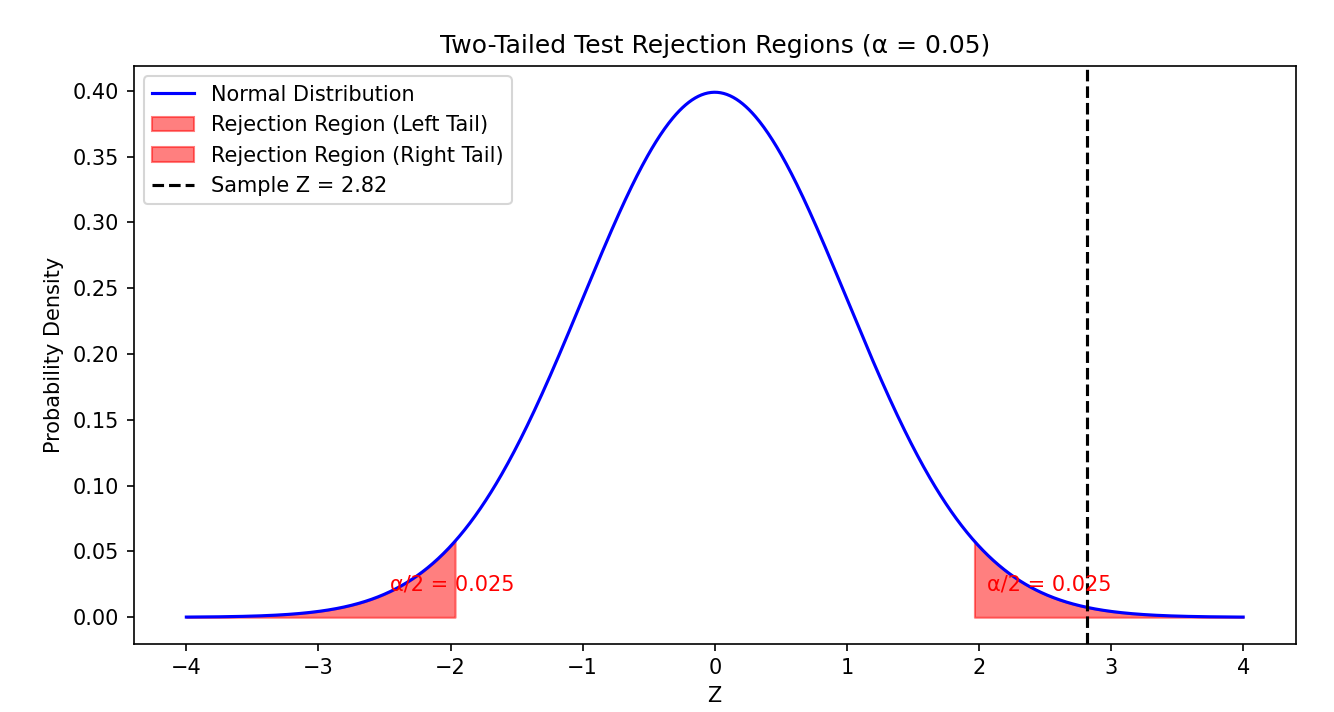 Two-Tailed Test Rejection Regions (α = 0.05)
Normal Distribution
Rejection Region (Left Tail)
Rejection Region (Right Tail)
Sample Z = 2.82
Probability Density
0.40
0.35
0.30
0.25
0.20
0.15
0.10
0.05
0.00
α/2 = 0.025
α/2 = 0.025
−4
−3
−2
−1
0
1
2
3
4
Z